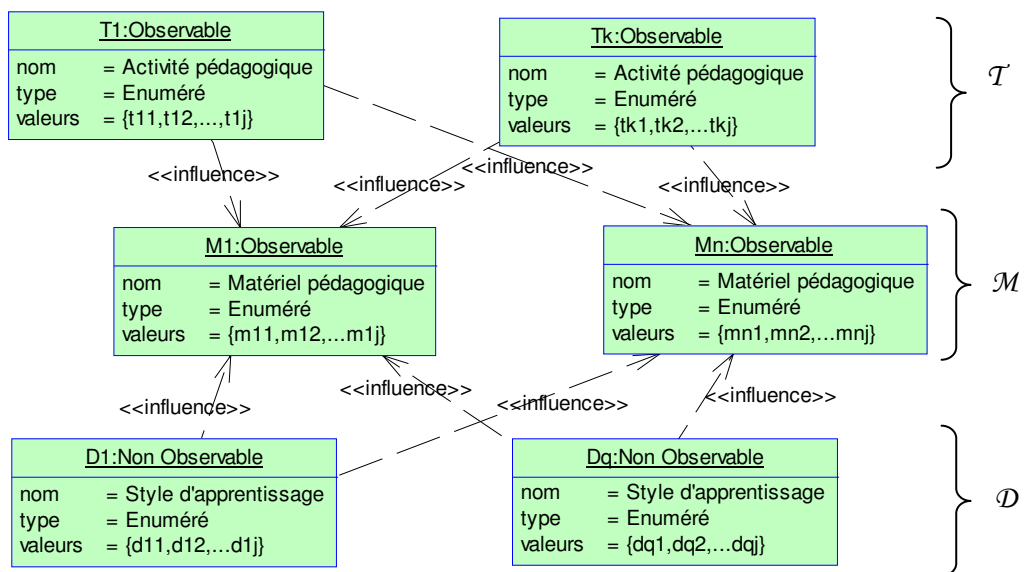 T1:Observable
nom = Activité pédagogique
type = Enuméré
valeurs = {t11,t12,...,t1j}
Tk:Observable
nom = Activité pédagogique
type = Enuméré
valeurs = {tk1,tk2,...tkj}
T
<<influence>>
<<influence>>
<<influence>>
<<influence>>
M1:Observable
nom = Matériel pédagogique
type = Enuméré
valeurs = {m11,m12,...m1j}
Mn:Observable
nom = Matériel pédagogique
type = Enuméré
valeurs = {mn1,mn2,...mnj}
M
<<influence>>
<<influence>>
<<influence>>
<<influence>>
D1:Non Observable
nom = Style d'apprentissage
type = Enuméré
valeurs = {d11,d12,...d1j}
Dq:Non Observable
nom = Style d'apprentissage
type = Enuméré
valeurs = {dq1,dq2,...dqj}
D